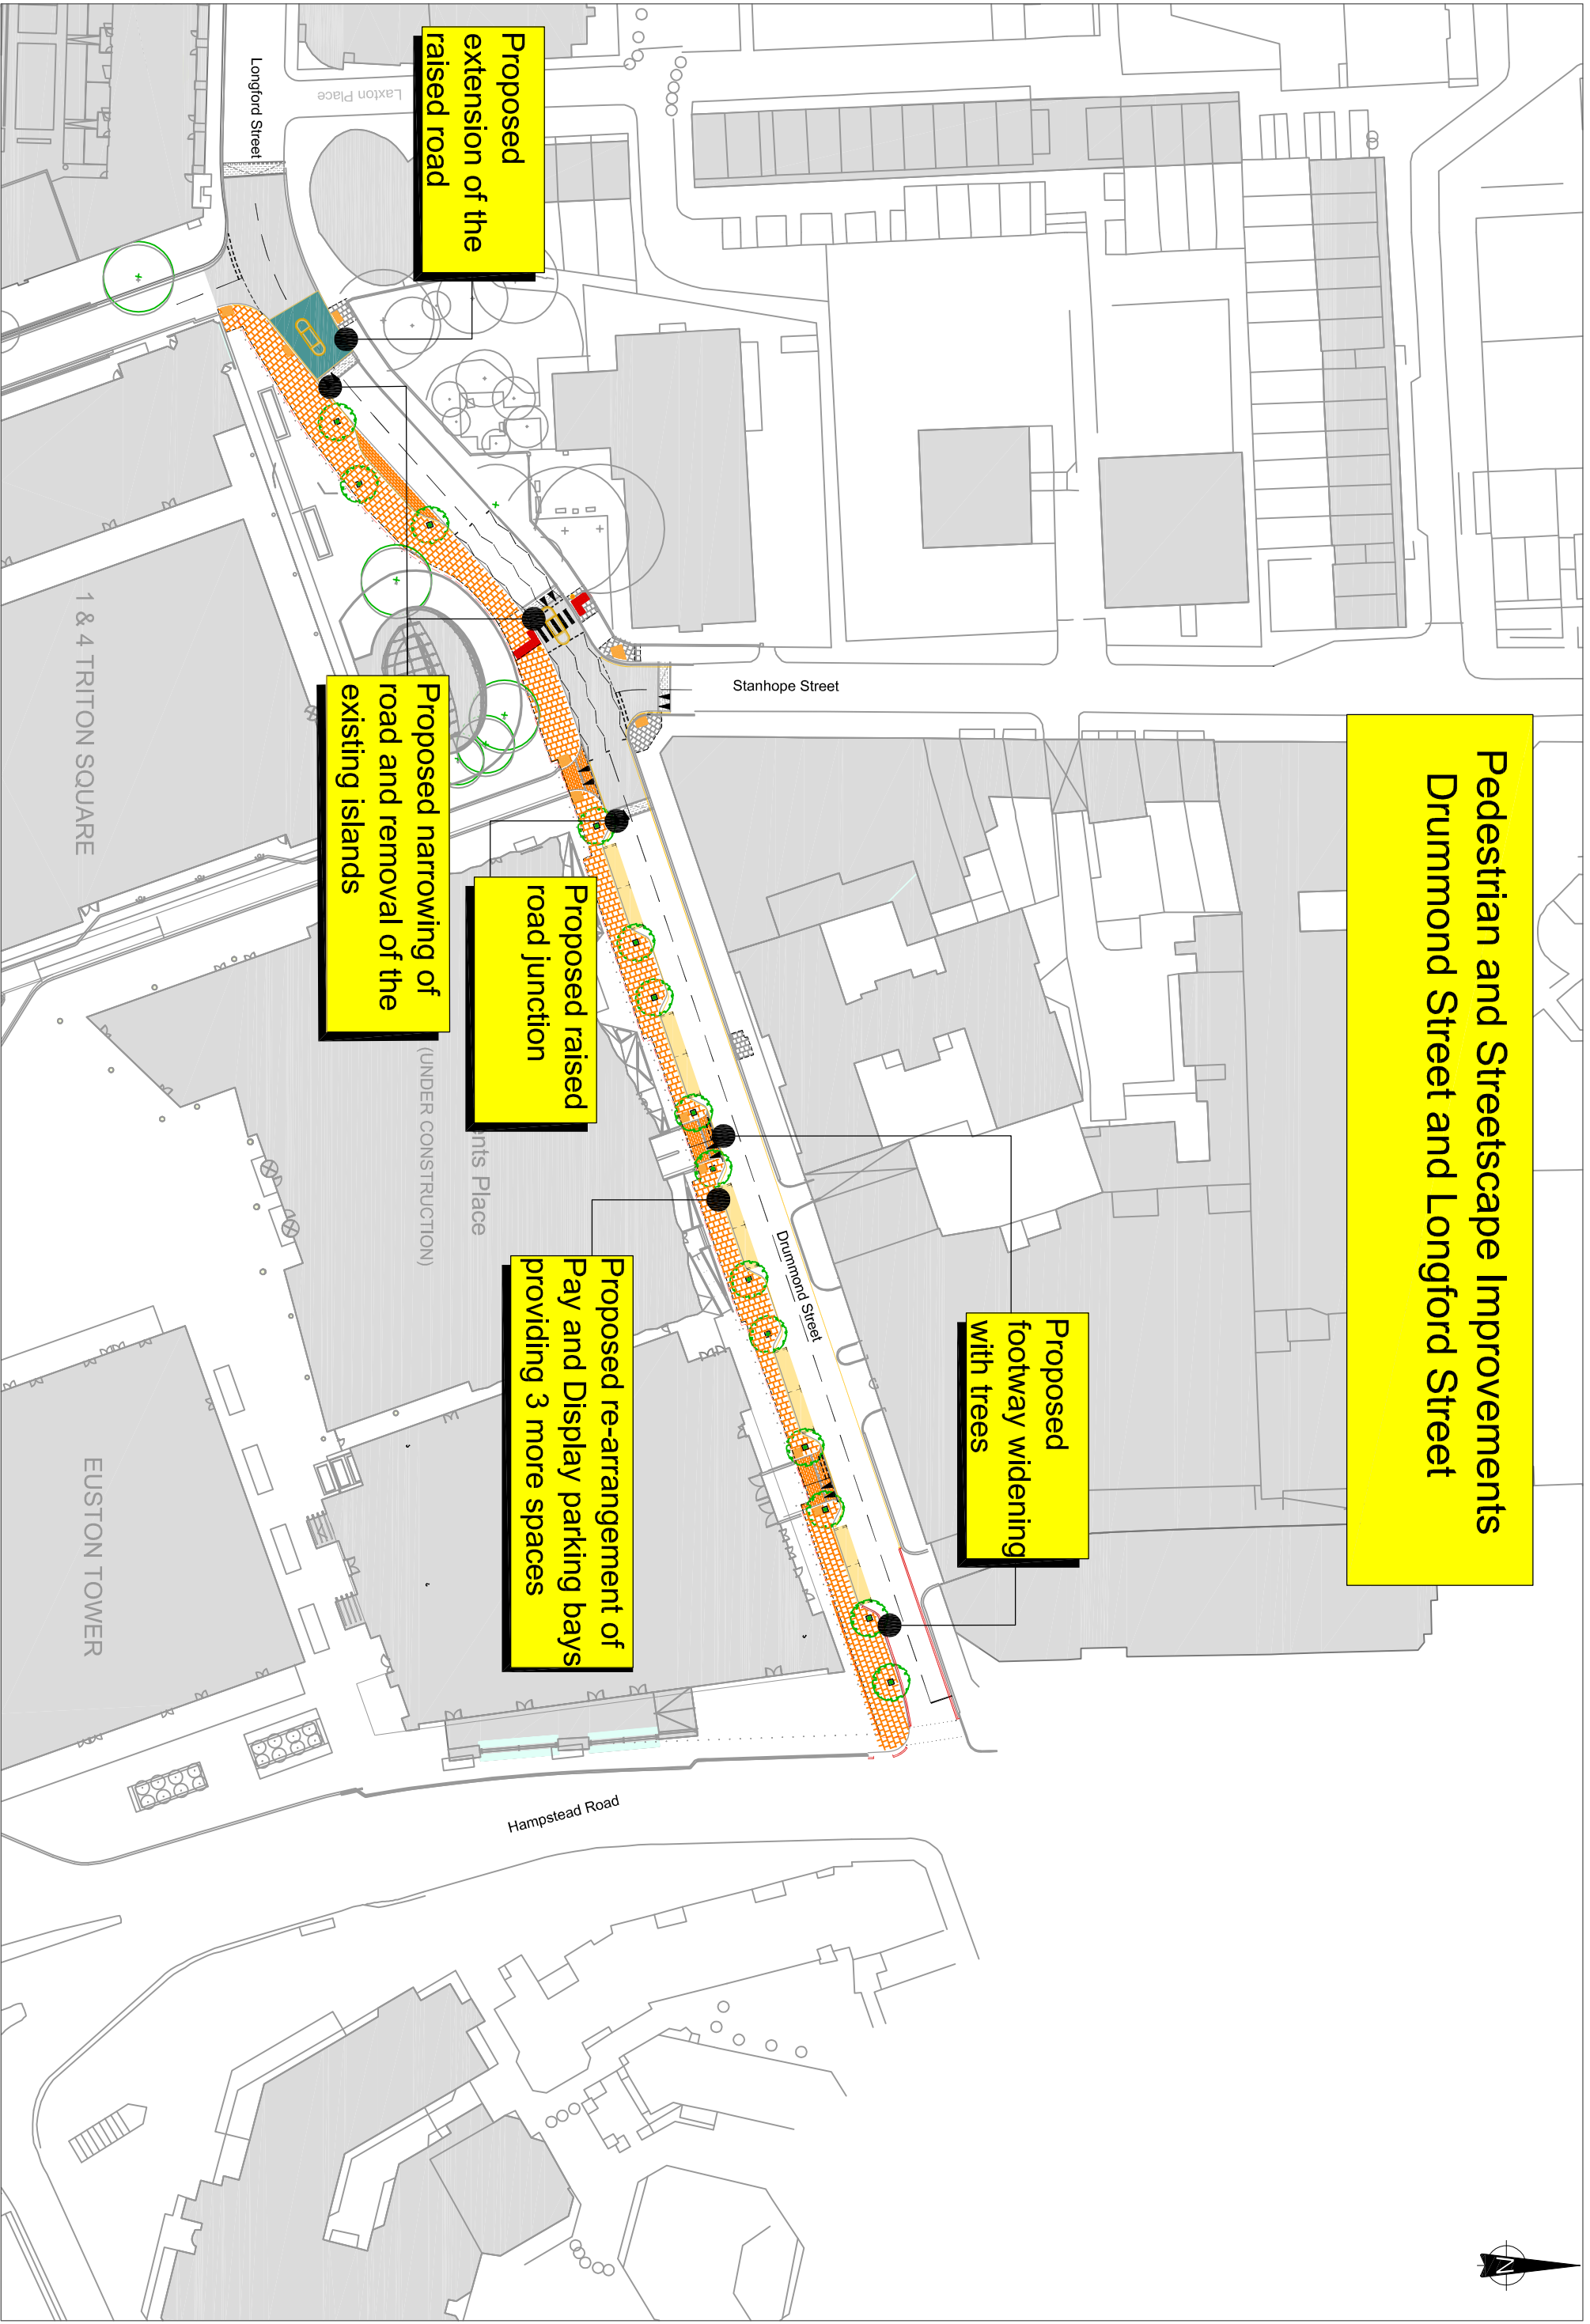 Pedestrian and Streetscape Improvements
Drummond Street and Longford Street
Proposed
extension of the
raised road
Longford Street
Laxton Place
Stanhope Street
Proposed narrowing of
road and removal of the
existing islands
Proposed raised
road junction
Proposed
footway widening
with trees
Drummond Street
Proposed re-arrangement of
Pay and Display parking bays
providing 3 more spaces
1 & 4 TRITON SQUARE
Place
(UNDER CONSTRUCTION)
EUSTON TOWER
Hampstead Road
N